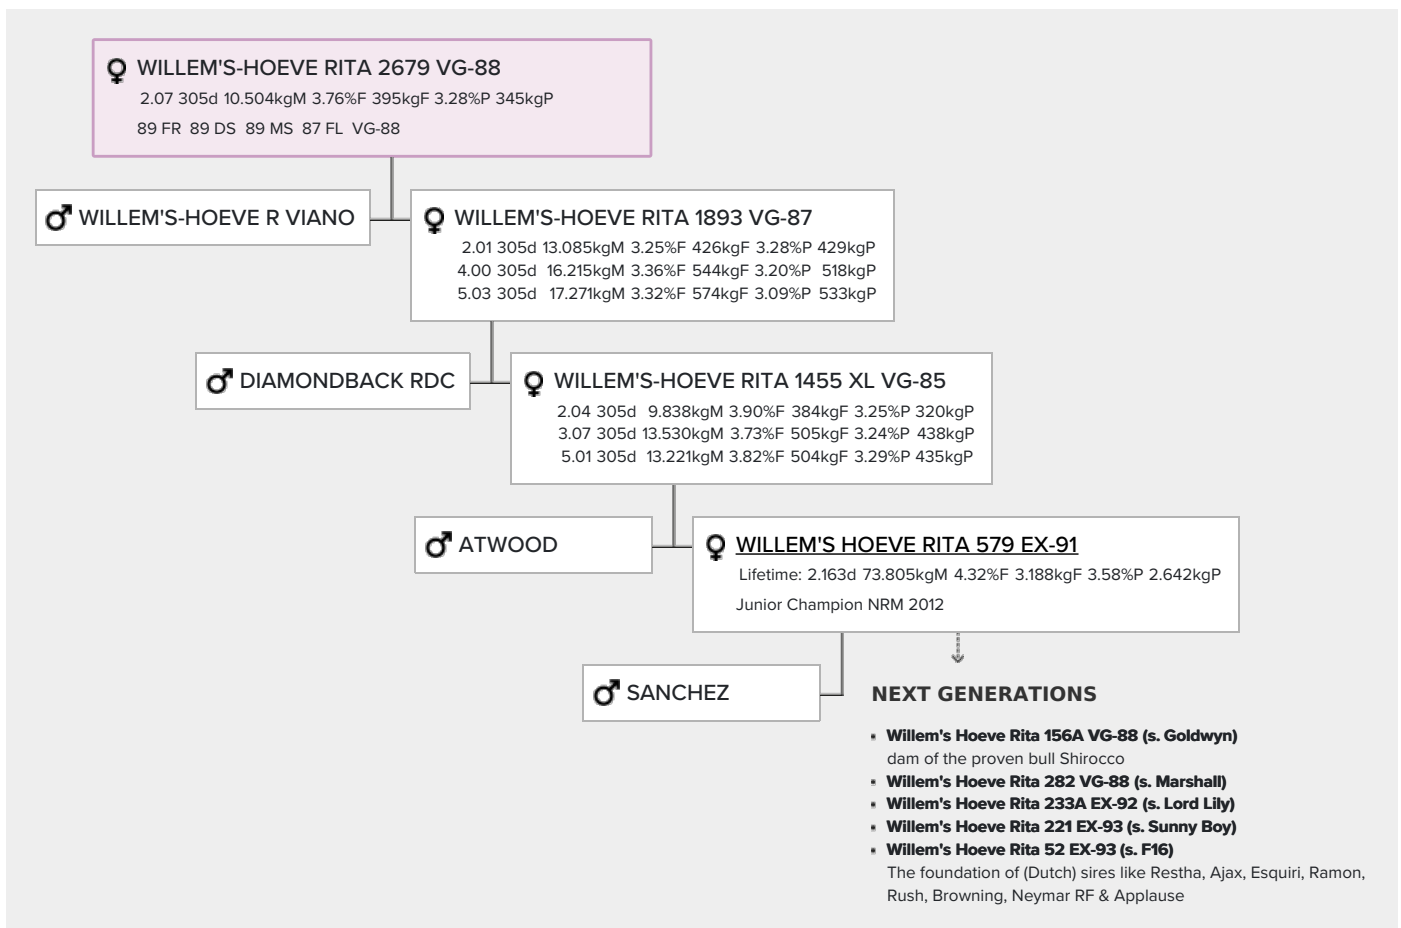 WILLEM'S-HOEVE RITA 2679 VG-88
2.07 305d 10.504kgM 3.76%F 395kgF 3.28%P 345kgP
89 FR 89 DS 89 MS 87 FL VG-88
WILLEM'S-HOEVE R VIANO
WILLEM'S-HOEVE RITA 1893 VG-87
2.01 305d 13.085kgM 3.25%F 426kgF 3.28%P 429kgP
4.00 305d 16.215kgM 3.36%F 544kgF 3.20%P 518kgP
5.03 305d 17.271kgM 3.32%F 574kgF 3.09%P 533kgP
DIAMONDBACK RDC
WILLEM'S-HOEVE RITA 1455 XL VG-85
2.04 305d 9.838kgM 3.90%F 384kgF 3.25%P 320kgP
3.07 305d 13.530kgM 3.73%F 505kgF 3.24%P 438kgP
5.01 305d 13.221kgM 3.82%F 504kgF 3.29%P 435kgP
ATWOOD
WILLEM'S HOEVE RITA 579 EX-91
Lifetime: 2.163d 73.805kgM 4.32%F 3.188kgF 3.58%P 2.642kgP
Junior Champion NRM 2012
SANCHEZ
NEXT GENERATIONS
Willem's Hoeve Rita 156A VG-88 (s. Goldwyn)
dam of the proven bull Shirocco
Willem's Hoeve Rita 282 VG-88 (s. Marshall)
Willem's Hoeve Rita 233A EX-92 (s. Lord Lily)
Willem's Hoeve Rita 221 EX-93 (s. Sunny Boy)
Willem's Hoeve Rita 52 EX-93 (s. F16)
The foundation of (Dutch) sires like Restha, Ajax, Esquiri, Ramon,
Rush, Browning, Neymar RF & Applause